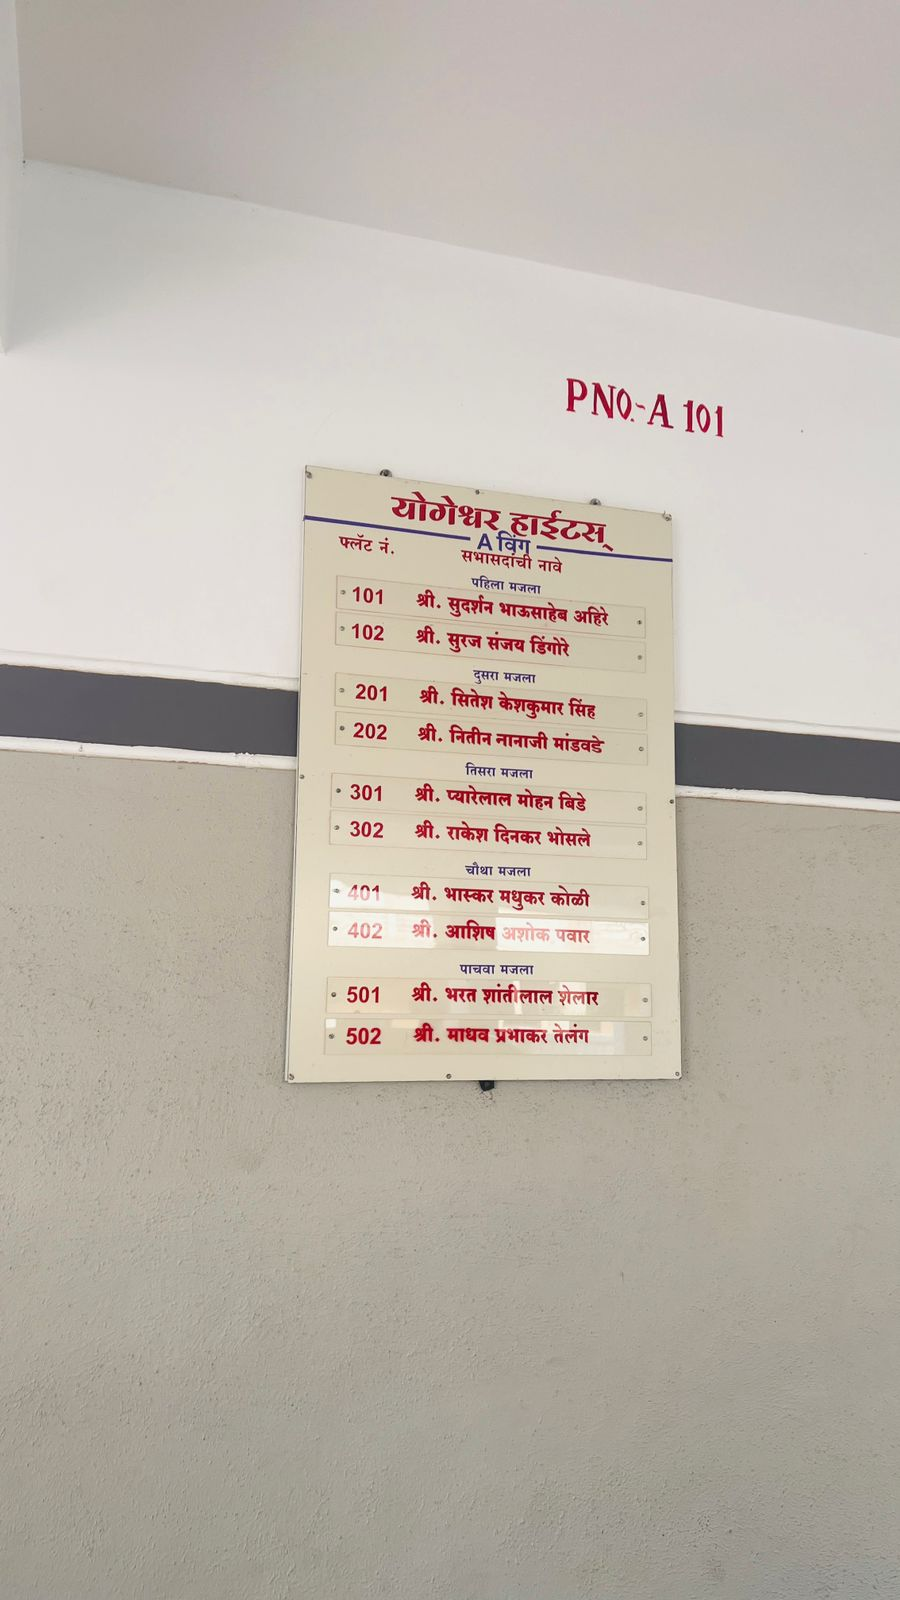 PNO.-A 101
योगेश्वर हाईटस्
A विंग
फ्लॅट नं. सभासदांची नावे
पहिला मजला
101 श्री. सुदर्शन भाऊसाहेब अहिरे
102 श्री. सुरज संजय डिंगोरे
दुसरा मजला
201 श्री. सितेश केशकुमार सिंह
202 श्री. नितीन नानाजी मांडवडे
तिसरा मजला
301 श्री. प्यारेलाल मोहन बिडे
302 श्री. राकेश दिनकर भोसले
चौथा मजला
401 श्री. भास्कर मधुकर कोळी
402 श्री. आशिष अशोक पवार
पाचवा मजला
501 श्री. भरत शांतीलाल शेलार
502 श्री. माधव प्रभाकर तेलंग